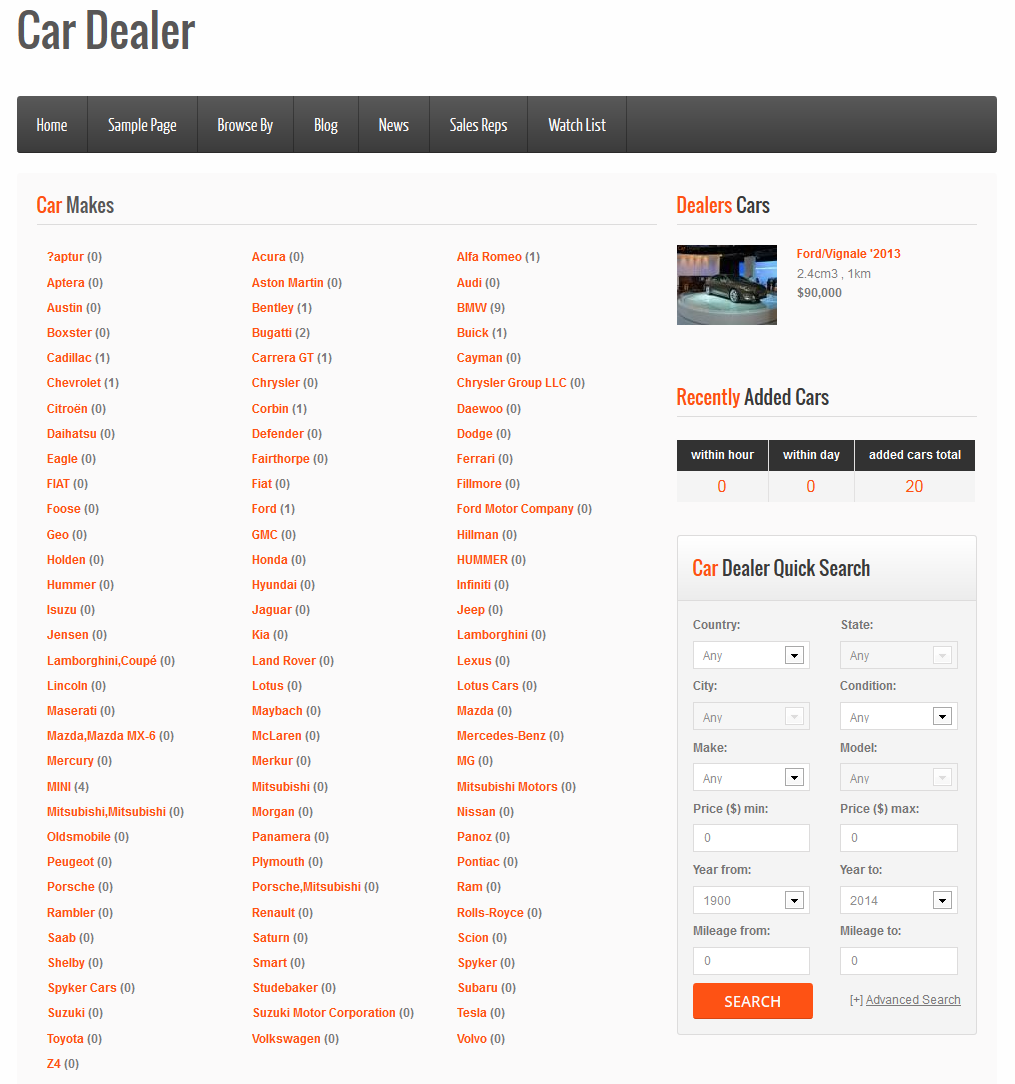 Car Dealer
Home Sample Page Browse By Blog News Sales Reps Watch List
Car Makes
?aptur (0) Acura (0) Alfa Romeo (1)
Aptera (0) Aston Martin (0) Audi (0)
Austin (0) Bentley (1) BMW (9)
Boxster (0) Bugatti (2) Buick (1)
Cadillac (1) Carrera GT (1) Cayman (0)
Chevrolet (1) Chrysler (0) Chrysler Group LLC (0)
Citroën (0) Corbin (1) Daewoo (0)
Daihatsu (0) Defender (0) Dodge (0)
Eagle (0) Fairthorpe (0) Ferrari (0)
FIAT (0) Fiat (0) Fillmore (0)
Foose (0) Ford (1) Ford Motor Company (0)
Geo (0) GMC (0) Hillman (0)
Holden (0) Honda (0) HUMMER (0)
Hummer (0) Hyundai (0) Infiniti (0)
Isuzu (0) Jaguar (0) Jeep (0)
Jensen (0) Kia (0) Lamborghini (0)
Lamborghini,Coupé (0) Land Rover (0) Lexus (0)
Lincoln (0) Lotus (0) Lotus Cars (0)
Maserati (0) Maybach (0) Mazda (0)
Mazda,Mazda MX-6 (0) McLaren (0) Mercedes-Benz (0)
Mercury (0) Merkur (0) MG (0)
MINI (4) Mitsubishi (0) Mitsubishi Motors (0)
Mitsubishi,Mitsubishi (0) Morgan (0) Nissan (0)
Oldsmobile (0) Panamera (0) Panoz (0)
Peugeot (0) Plymouth (0) Pontiac (0)
Porsche (0) Porsche,Mitsubishi (0) Ram (0)
Rambler (0) Renault (0) Rolls-Royce (0)
Saab (0) Saturn (0) Scion (0)
Shelby (0) Smart (0) Spyker (0)
Spyker Cars (0) Studebaker (0) Subaru (0)
Suzuki (0) Suzuki Motor Corporation (0) Tesla (0)
Toyota (0) Volkswagen (0) Volvo (0)
Z4 (0)
Dealers Cars
Ford/Vignale '2013
2.4cm3 , 1km
$90,000
Recently Added Cars
within hour within day added cars total
0 0 20
Car Dealer Quick Search
Country: State:
Any Any
City: Condition:
Any Any
Make: Model:
Any Any
Price ($) min: Price ($) max:
0 0
Year from: Year to:
1900 2014
Mileage from: Mileage to:
0 0
SEARCH [+] Advanced Search